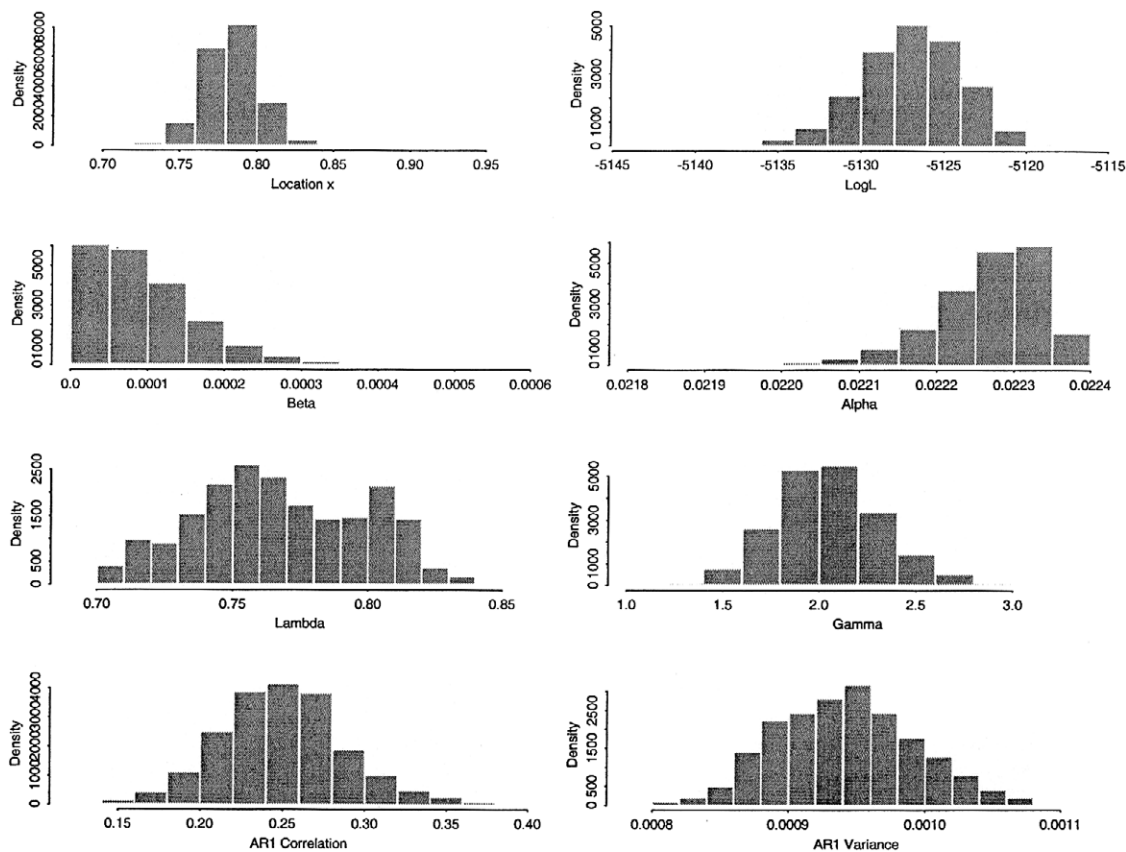 Density
0 2000 4000 6000 8000
0.70 0.75 0.80 0.85 0.90 0.95
Location x
Density
0 1000 3000 5000
-5145 -5140 -5135 -5130 -5125 -5120 -5115
LogL
Density
0 1000 3000 5000
0.0 0.0001 0.0002 0.0003 0.0004 0.0005 0.0006
Beta
Density
0 1000 3000 5000
0.0218 0.0219 0.0220 0.0221 0.0222 0.0223 0.0224
Alpha
Density
0 500 1500 2500
0.70 0.75 0.80 0.85
Lambda
Density
0 1000 3000 5000
1.0 1.5 2.0 2.5 3.0
Gamma
Density
0 1000 2000 3000 4000
0.15 0.20 0.25 0.30 0.35 0.40
AR1 Correlation
Density
0 500 1500 2500
0.0008 0.0009 0.0010 0.0011
AR1 Variance